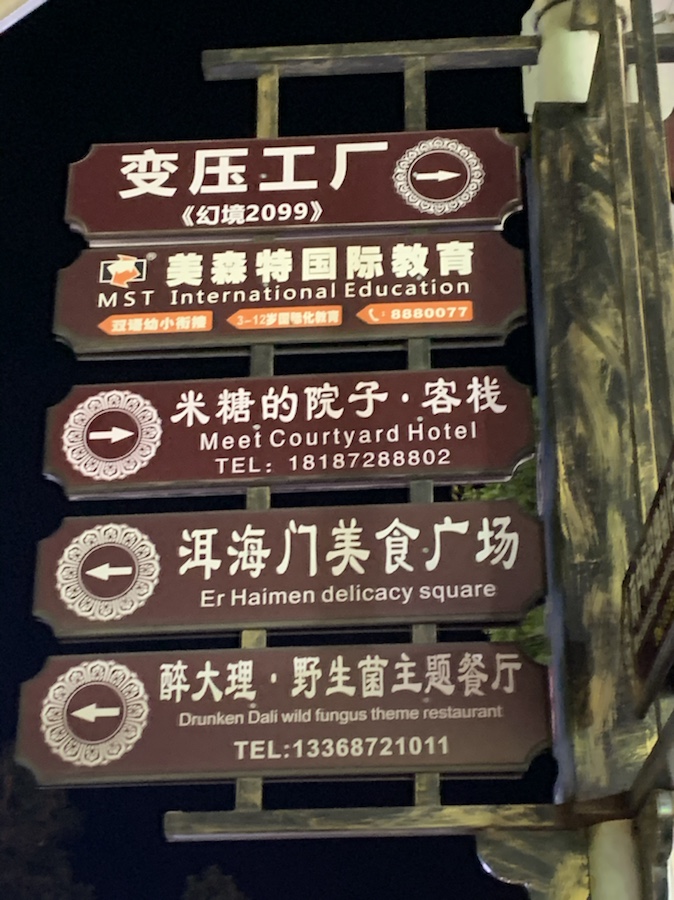 变压工厂
《幻境2099》
美森特国际教育
MST International Education
双语幼小衔接 3-12岁国粤化教育 : 8880077
米糖的院子·客栈
Meet Courtyard Hotel
TEL: 18187288802
洱海门美食广场
Er Haimen delicacy square
醉大理·野生菌主题餐厅
Drunken Dali wild fungus theme restaurant
TEL:13368721011